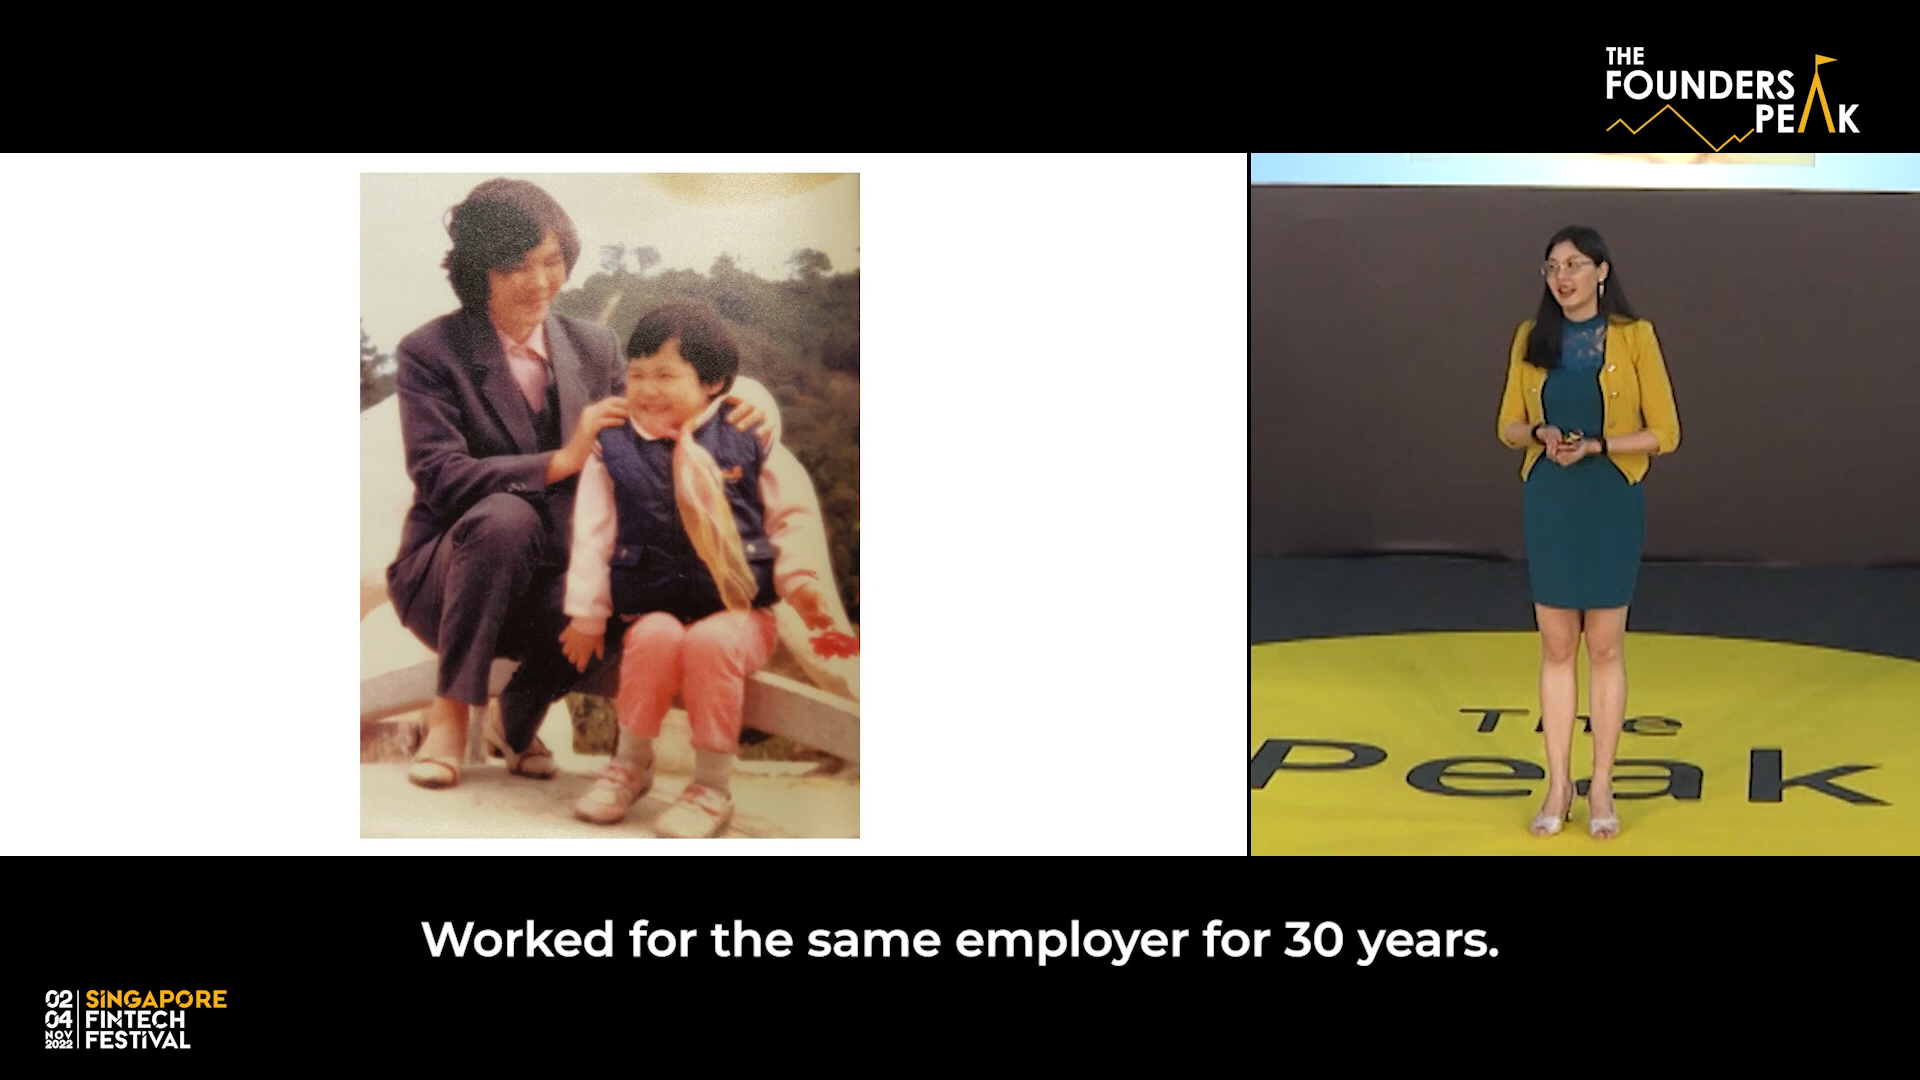 THE
FOUNDERS
PEAK
The
Peak
Worked for the same employer for 30 years.
02
04
NOV
2022
SINGAPORE
FINTECH
FESTIVAL